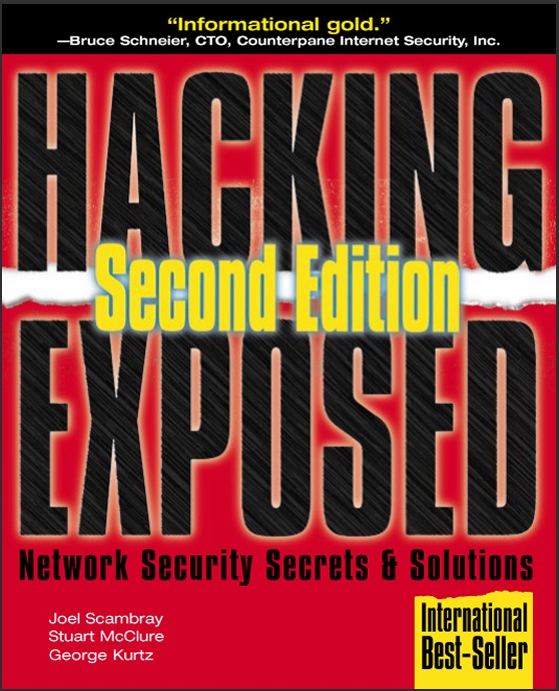 “Informational gold.”
—Bruce Schneier, CTO, Counterpane Internet Security, Inc.
HACKING
Second Edition
EXPOSED
Network Security Secrets & Solutions
Joel Scambray
Stuart McClure
George Kurtz
International
Best-Seller